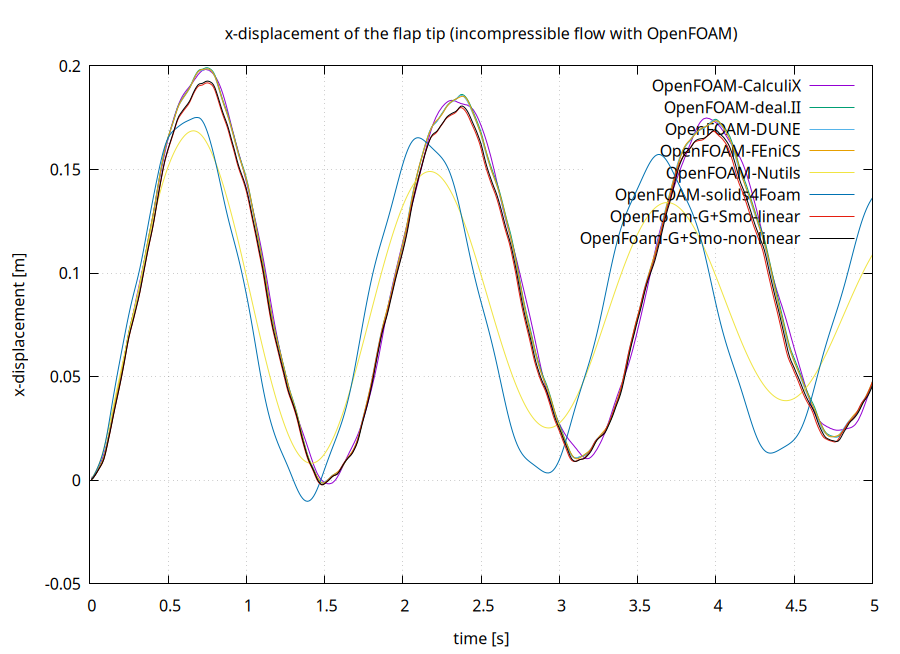 x-displacement of the flap tip (incompressible flow with OpenFOAM)
0.2
0.15
0.1
0.05
0
-0.05
x-displacement [m]
OpenFOAM-CalculiX
OpenFOAM-deal.II
OpenFOAM-DUNE
OpenFOAM-FEniCS
OpenFOAM-Nutils
OpenFOAM-solids4Foam
OpenFoam-G+Smo-linear
OpenFoam-G+Smo-nonlinear
0 0.5 1 1.5 2 2.5 3 3.5 4 4.5 5
time [s]